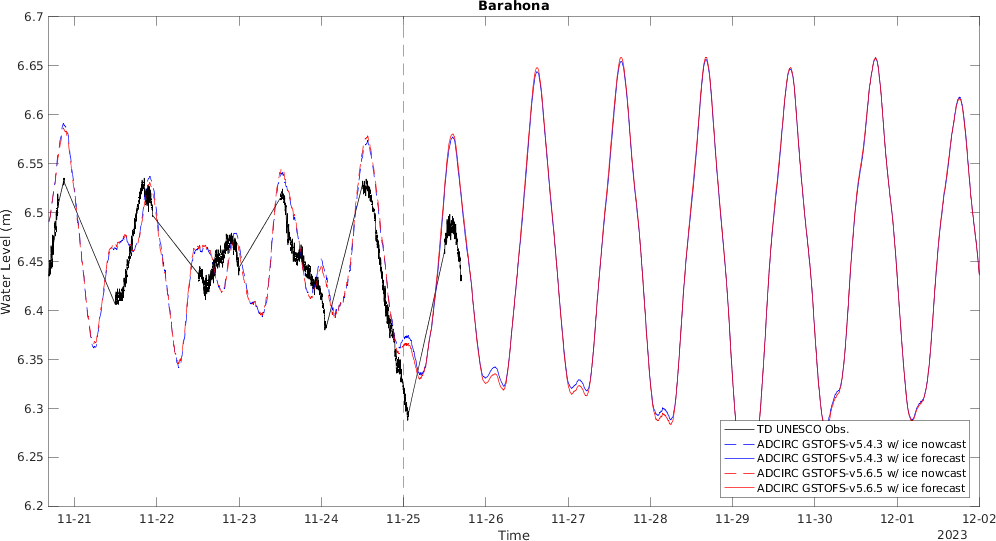 Barahona
6.7
6.65
6.6
6.55
6.5
6.45
6.4
6.35
6.3
6.25
6.2
Water Level (m)
TD UNESCO Obs.
ADCIRC GSTOFS-v5.4.3 w/ ice nowcast
ADCIRC GSTOFS-v5.4.3 w/ ice forecast
ADCIRC GSTOFS-v5.6.5 w/ ice nowcast
ADCIRC GSTOFS-v5.6.5 w/ ice forecast
11-21 11-22 11-23 11-24 11-25 11-26 11-27 11-28 11-29 11-30 12-01 12-02
Time
2023